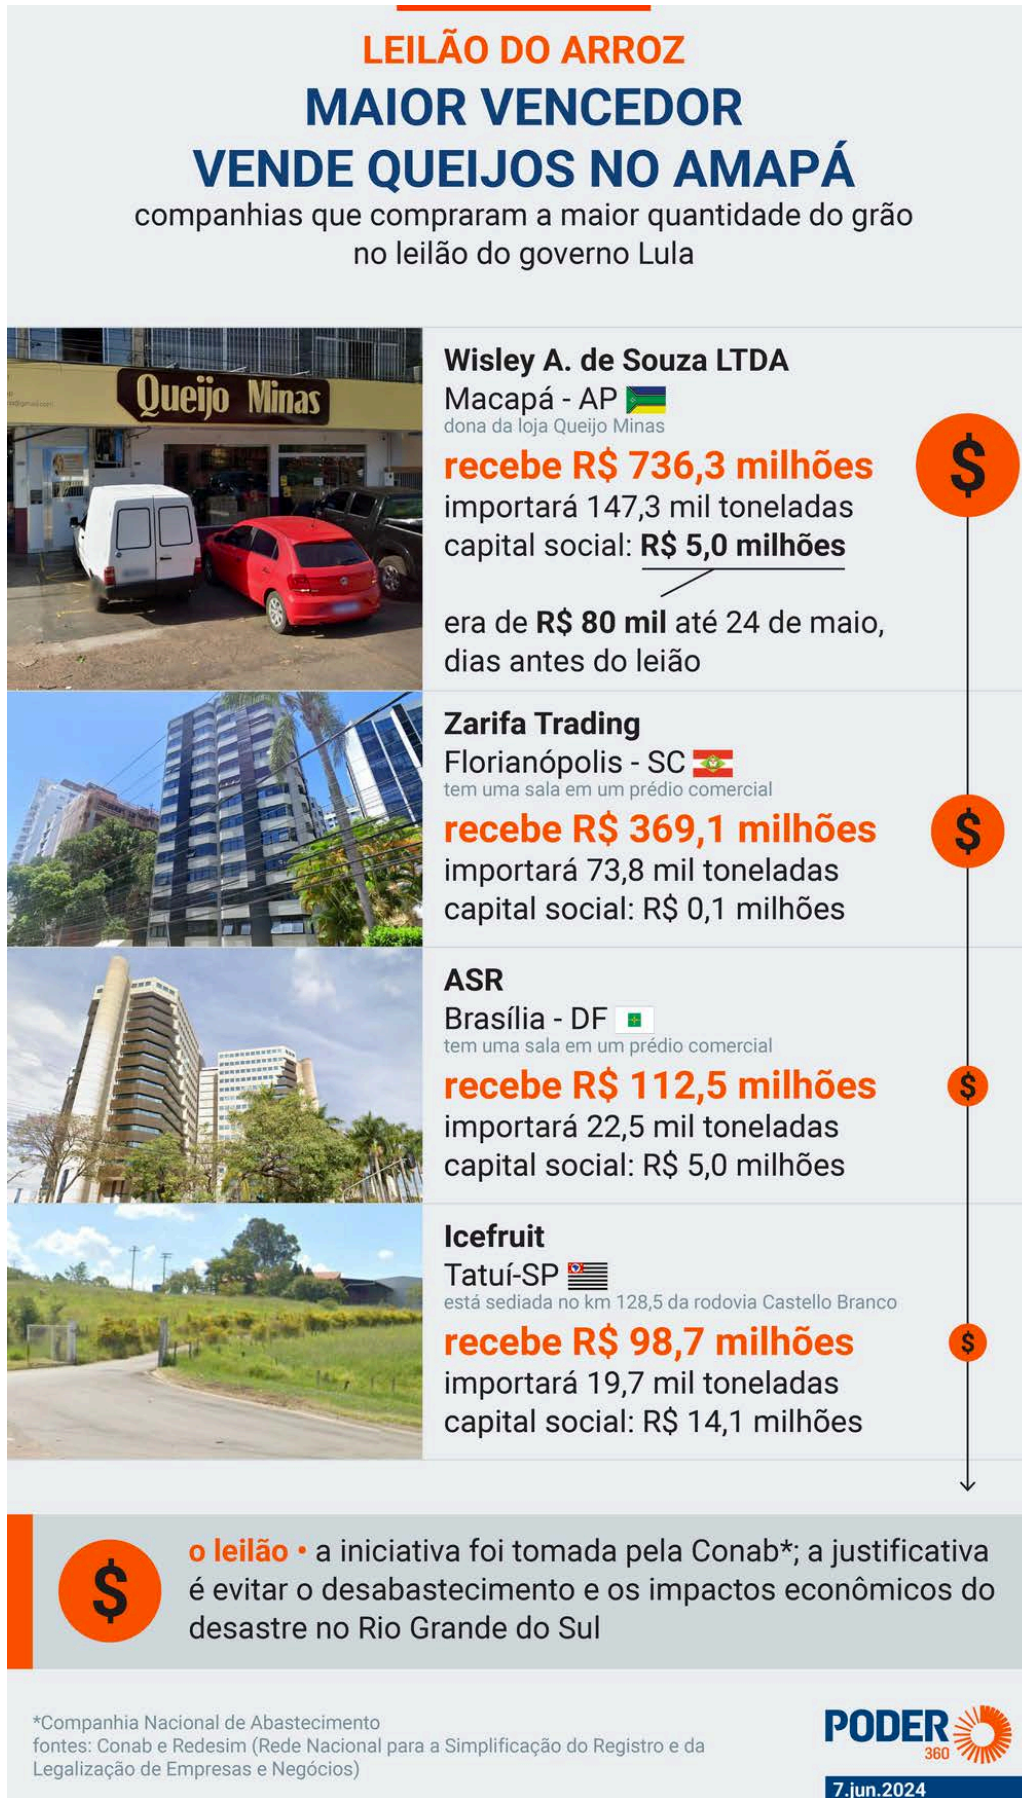 LEILÃO DO ARROZ
MAIOR VENCEDOR
VENDE QUEIJOS NO AMAPÁ
companhias que compraram a maior quantidade do grão
no leilão do governo Lula
Queijo Minas
Wisley A. de Souza LTDA
Macapá - AP
dona da loja Queijo Minas
recebe R$ 736,3 milhões
importará 147,3 mil toneladas
capital social: R$ 5,0 milhões
era de R$ 80 mil até 24 de maio,
dias antes do leião
$
Zarifa Trading
Florianópolis - SC
tem uma sala em um prédio comercial
recebe R$ 369,1 milhões
importará 73,8 mil toneladas
capital social: R$ 0,1 milhões
$
ASR
Brasília - DF
tem uma sala em um prédio comercial
recebe R$ 112,5 milhões
importará 22,5 mil toneladas
capital social: R$ 5,0 milhões
$
Icefruit
Tatuí-SP
está sediada no km 128,5 da rodovia Castello Branco
recebe R$ 98,7 milhões
importará 19,7 mil toneladas
capital social: R$ 14,1 milhões
$
$
o leilão • a iniciativa foi tomada pela Conab*; a justificativa
é evitar o desabastecimento e os impactos econômicos do
desastre no Rio Grande do Sul
*Companhia Nacional de Abastecimento
fontes: Conab e Redesim (Rede Nacional para a Simplificação do Registro e da
Legalização de Empresas e Negócios)
PODER
360
7.jun.2024